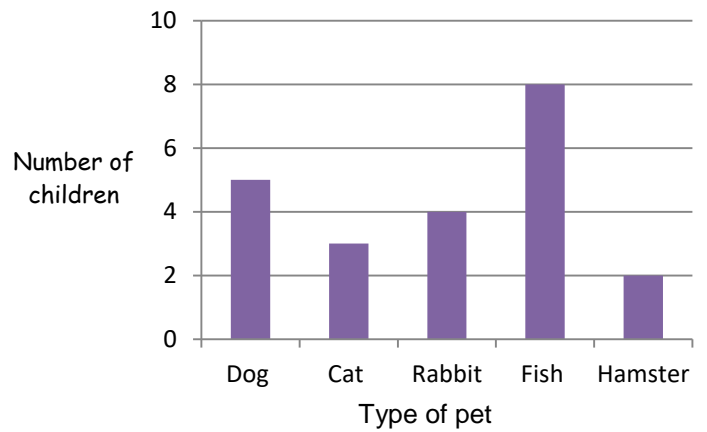 10
8
6
4
2
0
Number of
children
Dog Cat Rabbit Fish Hamster
Type of pet